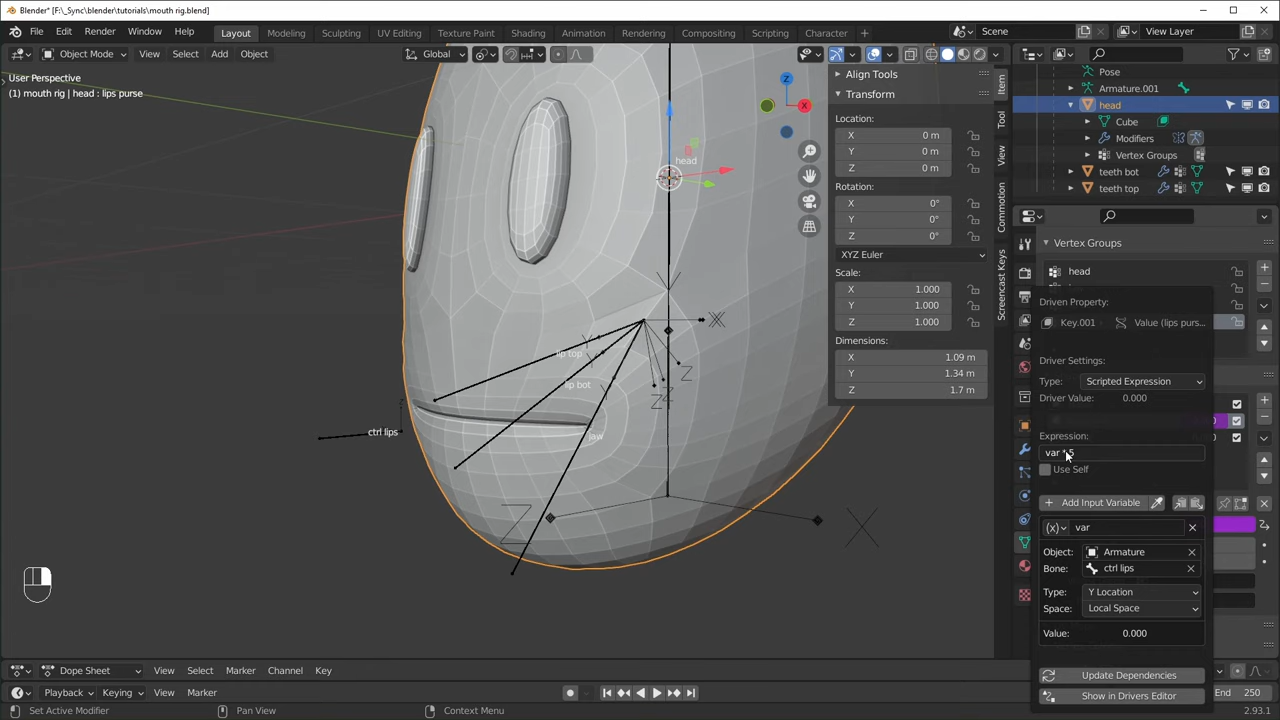 Blender* [F:\_Sync\blender\tutorials\mouth rig.blend]
File Edit Render Window Help Layout Modeling Sculpting UV Editing Texture Paint Shading Animation Rendering Compositing Scripting Character Scene View Layer
Object Mode View Select Add Object Global
User Perspective
(1) mouth rig | head : lips purse
Align Tools
Transform
Location:
X 0 m
Y 0 m
Z 0 m
Rotation:
X 0°
Y 0°
Z 0°
XYZ Euler
Scale:
X 1.000
Y 1.000
Z 1.000
Dimensions:
X 1.09 m
Y 1.34 m
Z 1.7 m
Item
Tool
View
Commotion
Screencast Keys
Z
X
head
Y
X
lip top
Y
lip bot
Y
Z
Z
Z
ctrl lips
jaw
Z
X
Pose
Armature.001
head
Cube
Modifiers
Vertex Groups
teeth bot
teeth top
Vertex Groups
head
Driven Property:
Key.001 Value (lips purs...
Driver Settings:
Type: Scripted Expression
Driver Value: 0.000
Expression:
Use Self
Add Input Variable
(x) var
Object: Armature
Bone: ctrl lips
Type: Y Location
Space: Local Space
Value: 0.000
Update Dependencies
Show in Drivers Editor
Dope Sheet View Select Marker Channel Key
Playback Keying View Marker End 250
Set Active Modifier Pan View Context Menu 2.93.1